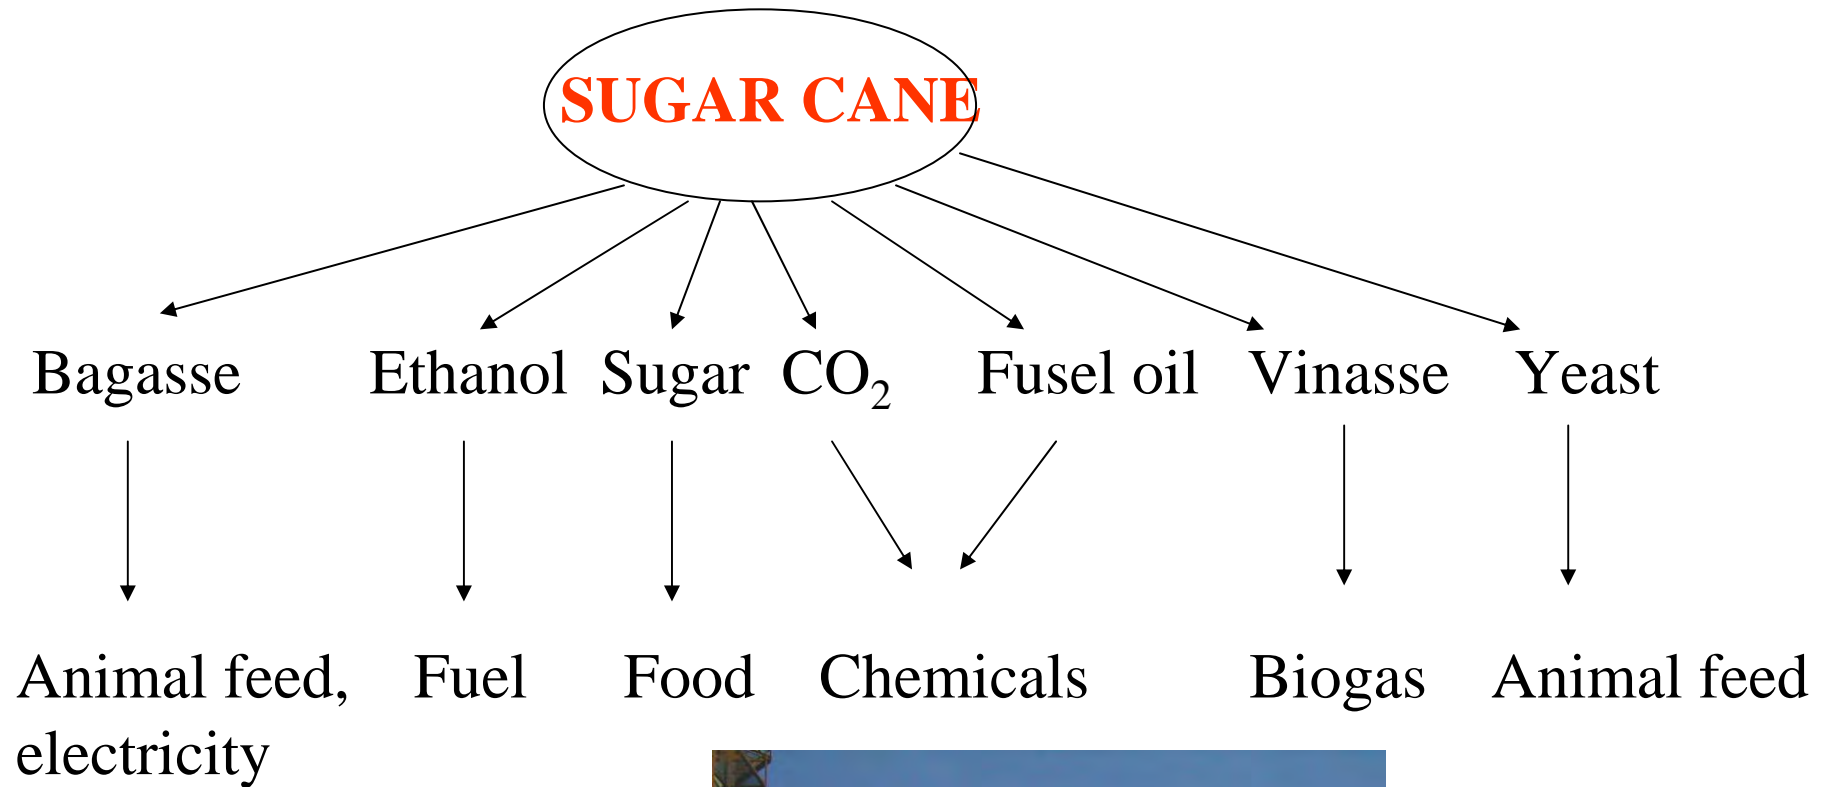 SUGAR CANE
Bagasse Ethanol Sugar CO₂ Fusel oil Vinasse Yeast
Animal feed, Fuel Food Chemicals Biogas Animal feed
electricity